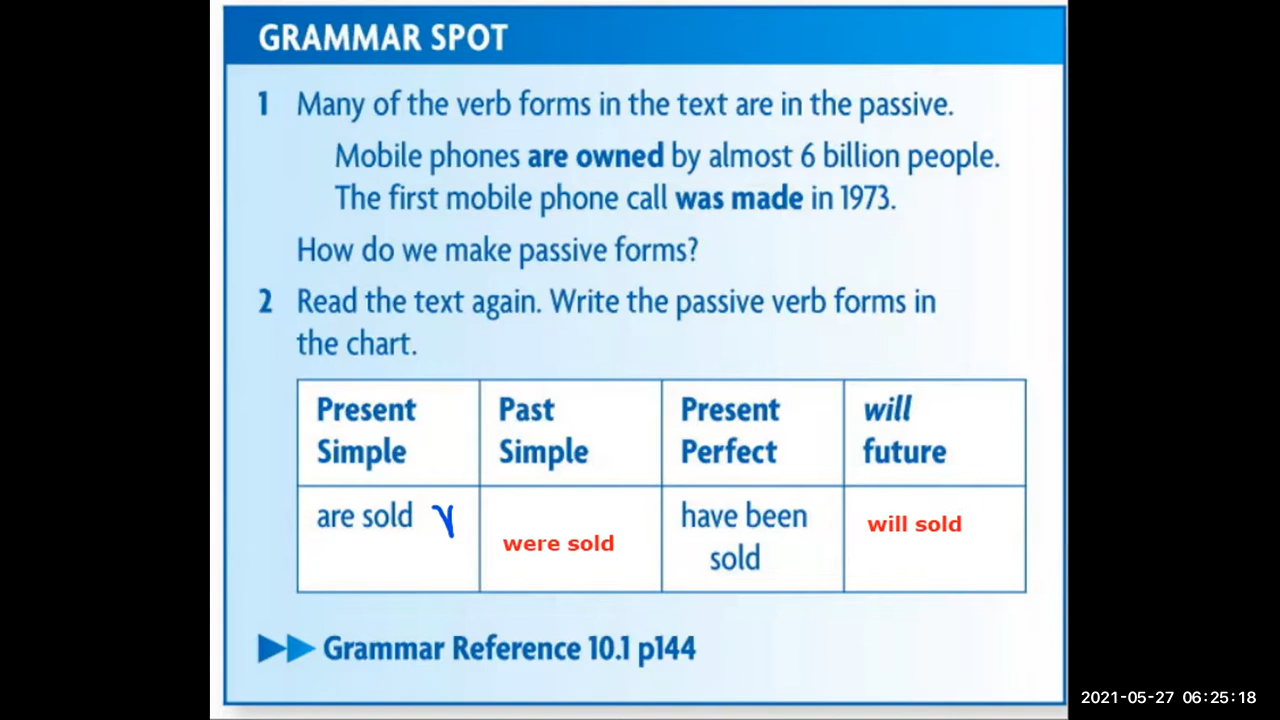 GRAMMAR SPOT
1 Many of the verb forms in the text are in the passive.
Mobile phones are owned by almost 6 billion people.
The first mobile phone call was made in 1973.
How do we make passive forms?
2 Read the text again. Write the passive verb forms in
the chart.
Present Simple
Past Simple
Present Perfect
will future
are sold
were sold
have been sold
will sold
Grammar Reference 10.1 p144
2021-05-27 06:25:18